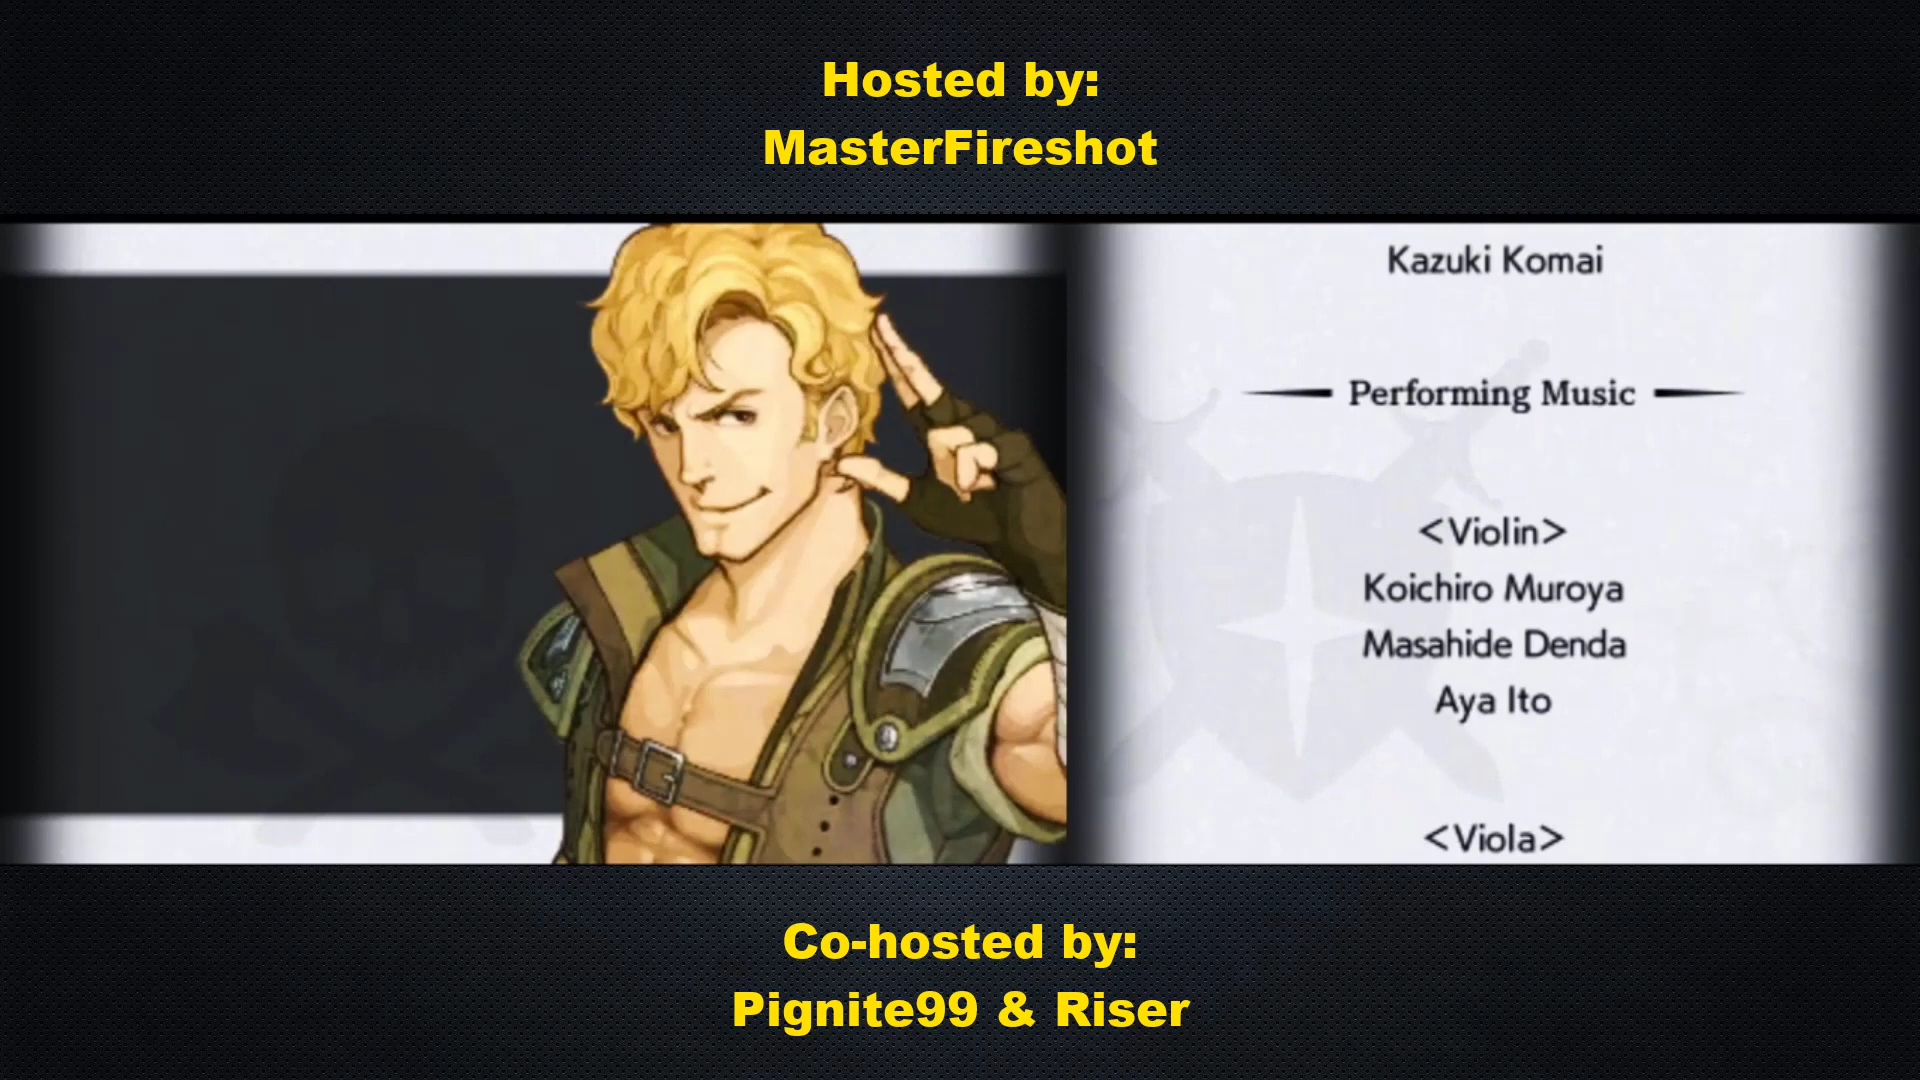 Hosted by:
MasterFireshot
Kazuki Komai
Performing Music
<Violin>
Koichiro Muroya
Masahide Denda
Aya Ito
<Viola>
Co-hosted by:
Pignite99 & Riser